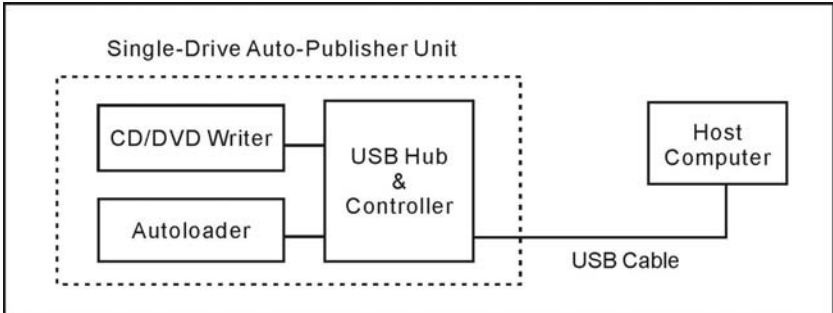 Single-Drive Auto-Publisher Unit
CD/DVD Writer
Autoloader
USB Hub
&
Controller
Host
Computer
USB Cable